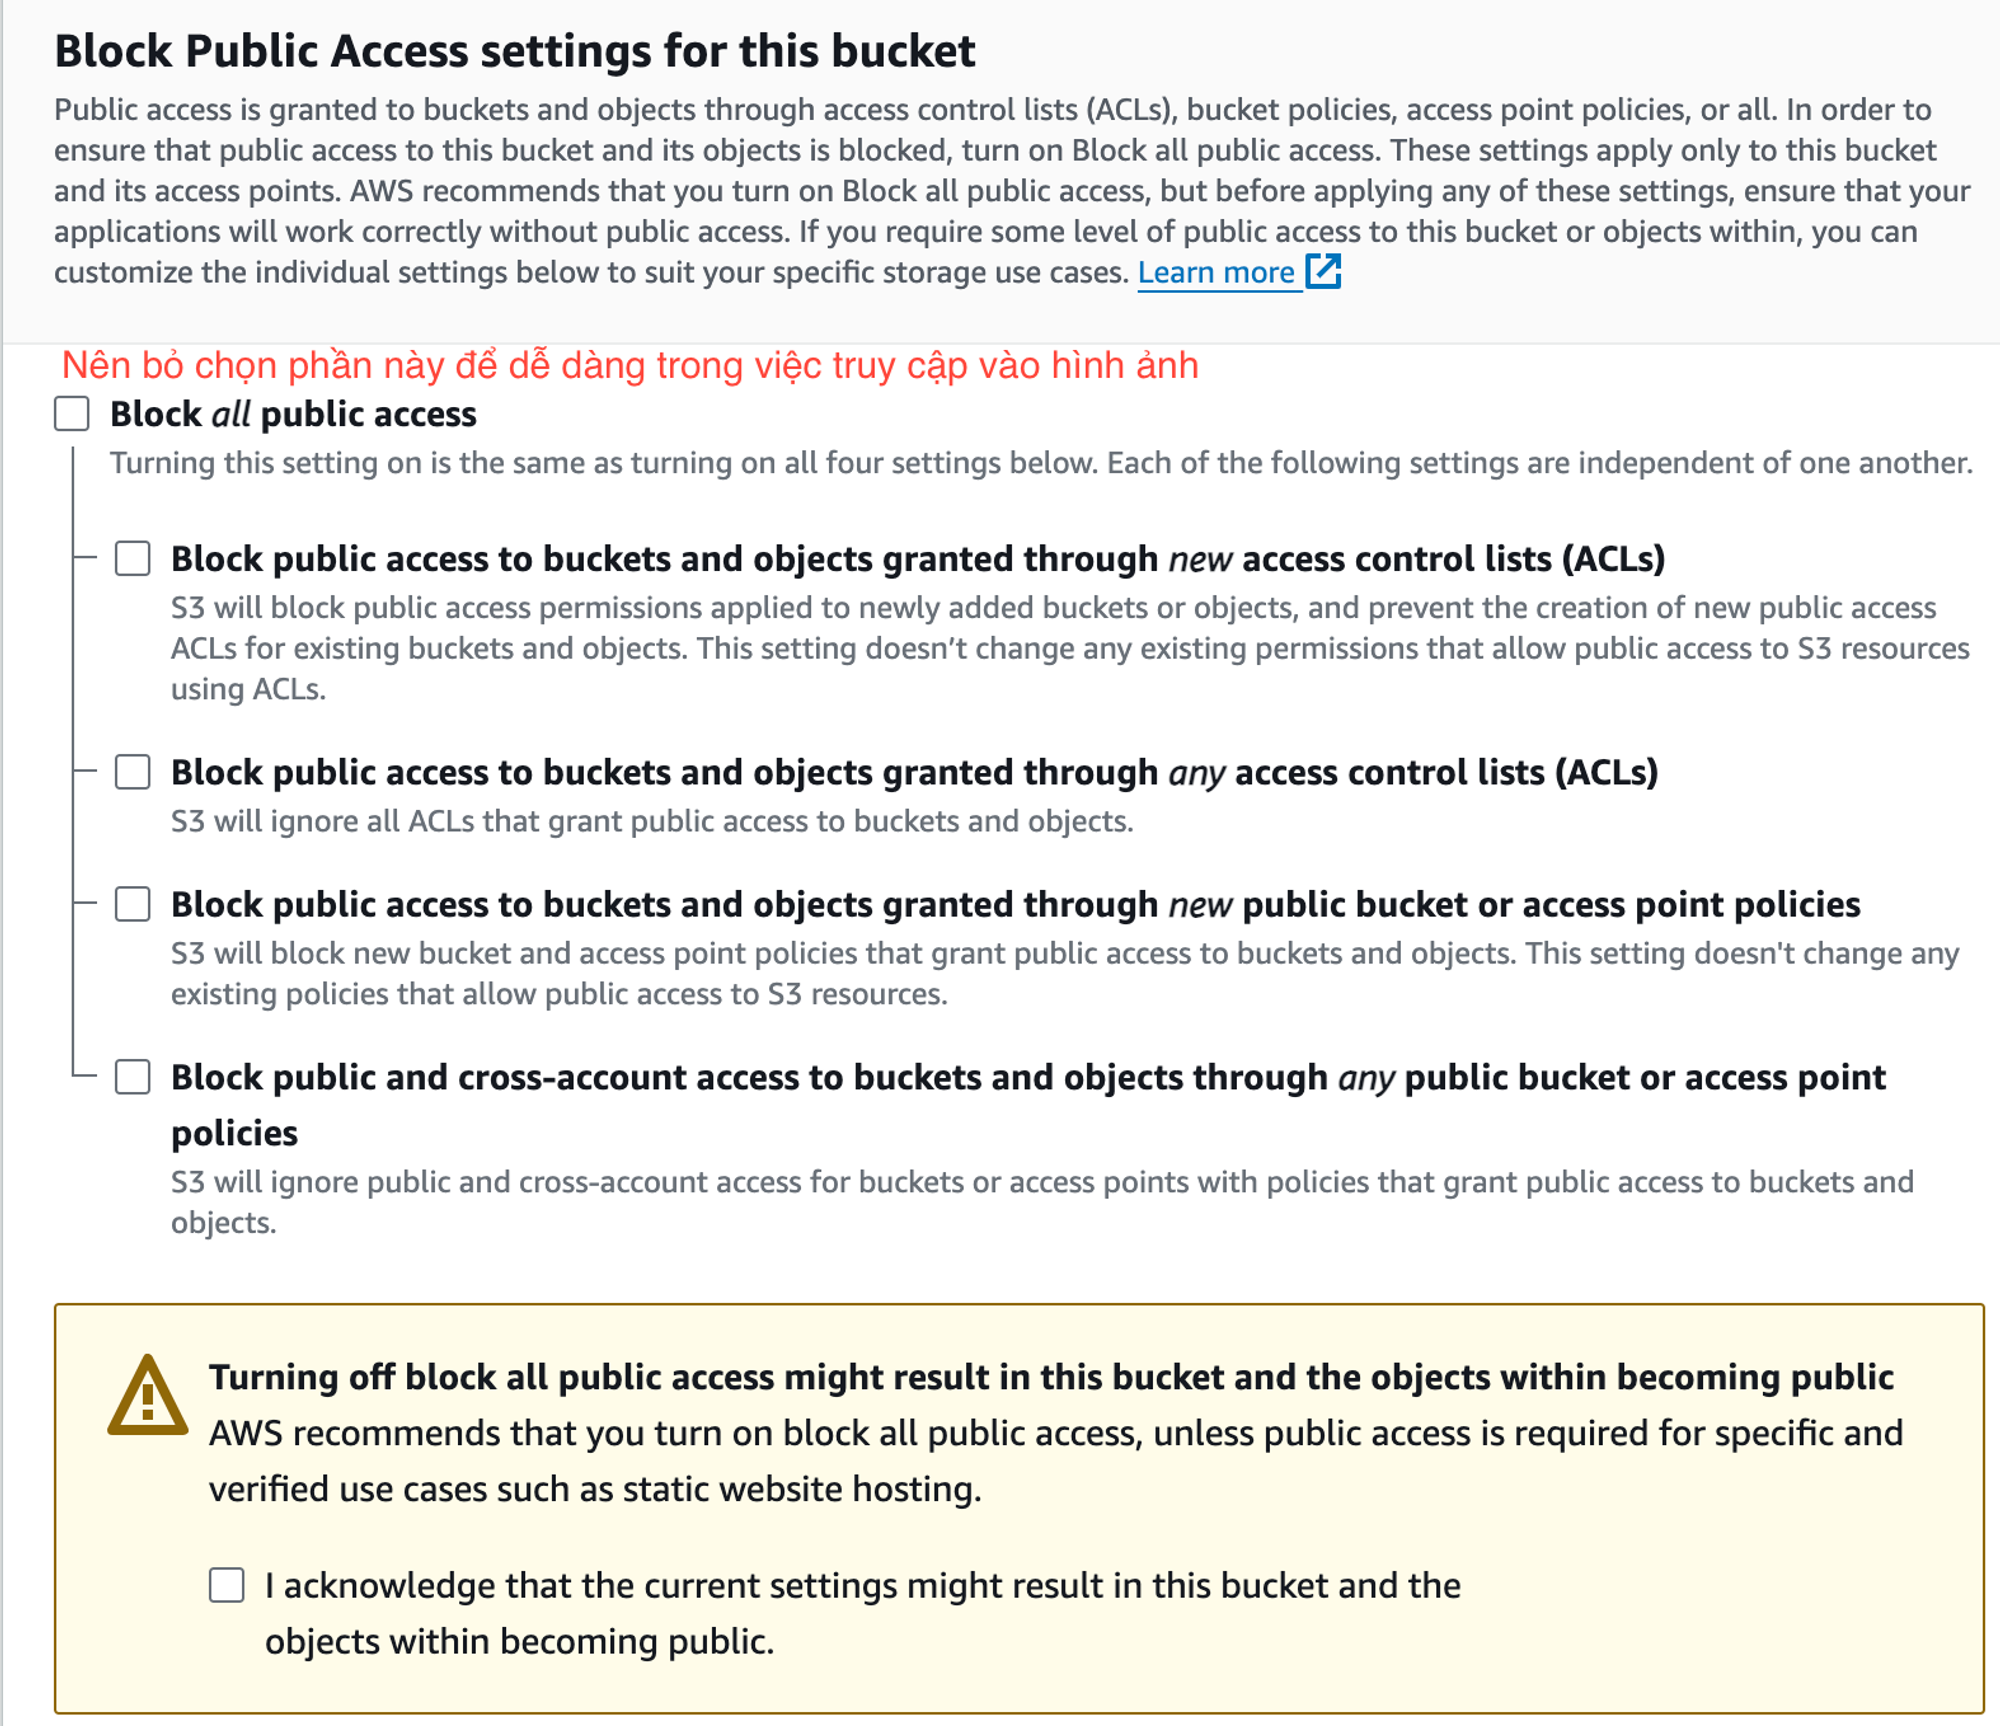 Block Public Access settings for this bucket
Public access is granted to buckets and objects through access control lists (ACLs), bucket policies, access point policies, or all. In order to
ensure that public access to this bucket and its objects is blocked, turn on Block all public access. These settings apply only to this bucket
and its access points. AWS recommends that you turn on Block all public access, but before applying any of these settings, ensure that your
applications will work correctly without public access. If you require some level of public access to this bucket or objects within, you can
customize the individual settings below to suit your specific storage use cases. Learn more
Nên bỏ chọn phần này để dễ dàng trong việc truy cập vào hình ảnh
Block all public access
Turning this setting on is the same as turning on all four settings below. Each of the following settings are independent of one another.
Block public access to buckets and objects granted through new access control lists (ACLs)
S3 will block public access permissions applied to newly added buckets or objects, and prevent the creation of new public access
ACLs for existing buckets and objects. This setting doesn’t change any existing permissions that allow public access to S3 resources
using ACLs.
Block public access to buckets and objects granted through any access control lists (ACLs)
S3 will ignore all ACLs that grant public access to buckets and objects.
Block public access to buckets and objects granted through new public bucket or access point policies
S3 will block new bucket and access point policies that grant public access to buckets and objects. This setting doesn't change any
existing policies that allow public access to S3 resources.
Block public and cross-account access to buckets and objects through any public bucket or access point
policies
S3 will ignore public and cross-account access for buckets or access points with policies that grant public access to buckets and
objects.
Turning off block all public access might result in this bucket and the objects within becoming public
AWS recommends that you turn on block all public access, unless public access is required for specific and
verified use cases such as static website hosting.
I acknowledge that the current settings might result in this bucket and the
objects within becoming public.